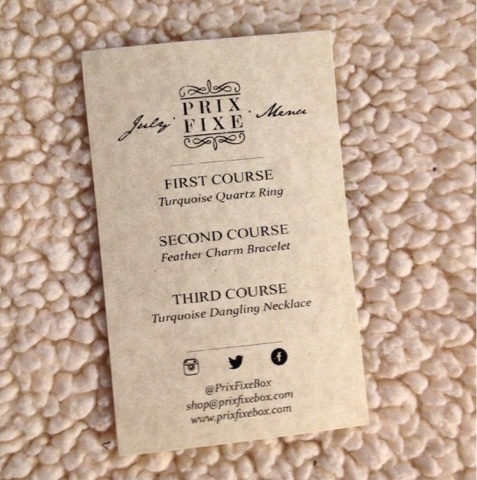 PRIX
July FIXE Menu
FIRST COURSE
Turquoise Quartz Ring
SECOND COURSE
Feather Charm Bracelet
THIRD COURSE
Turquoise Dangling Necklace
@PrixFixeBox
shop@prixfixebox.com
www.prixfixebox.com